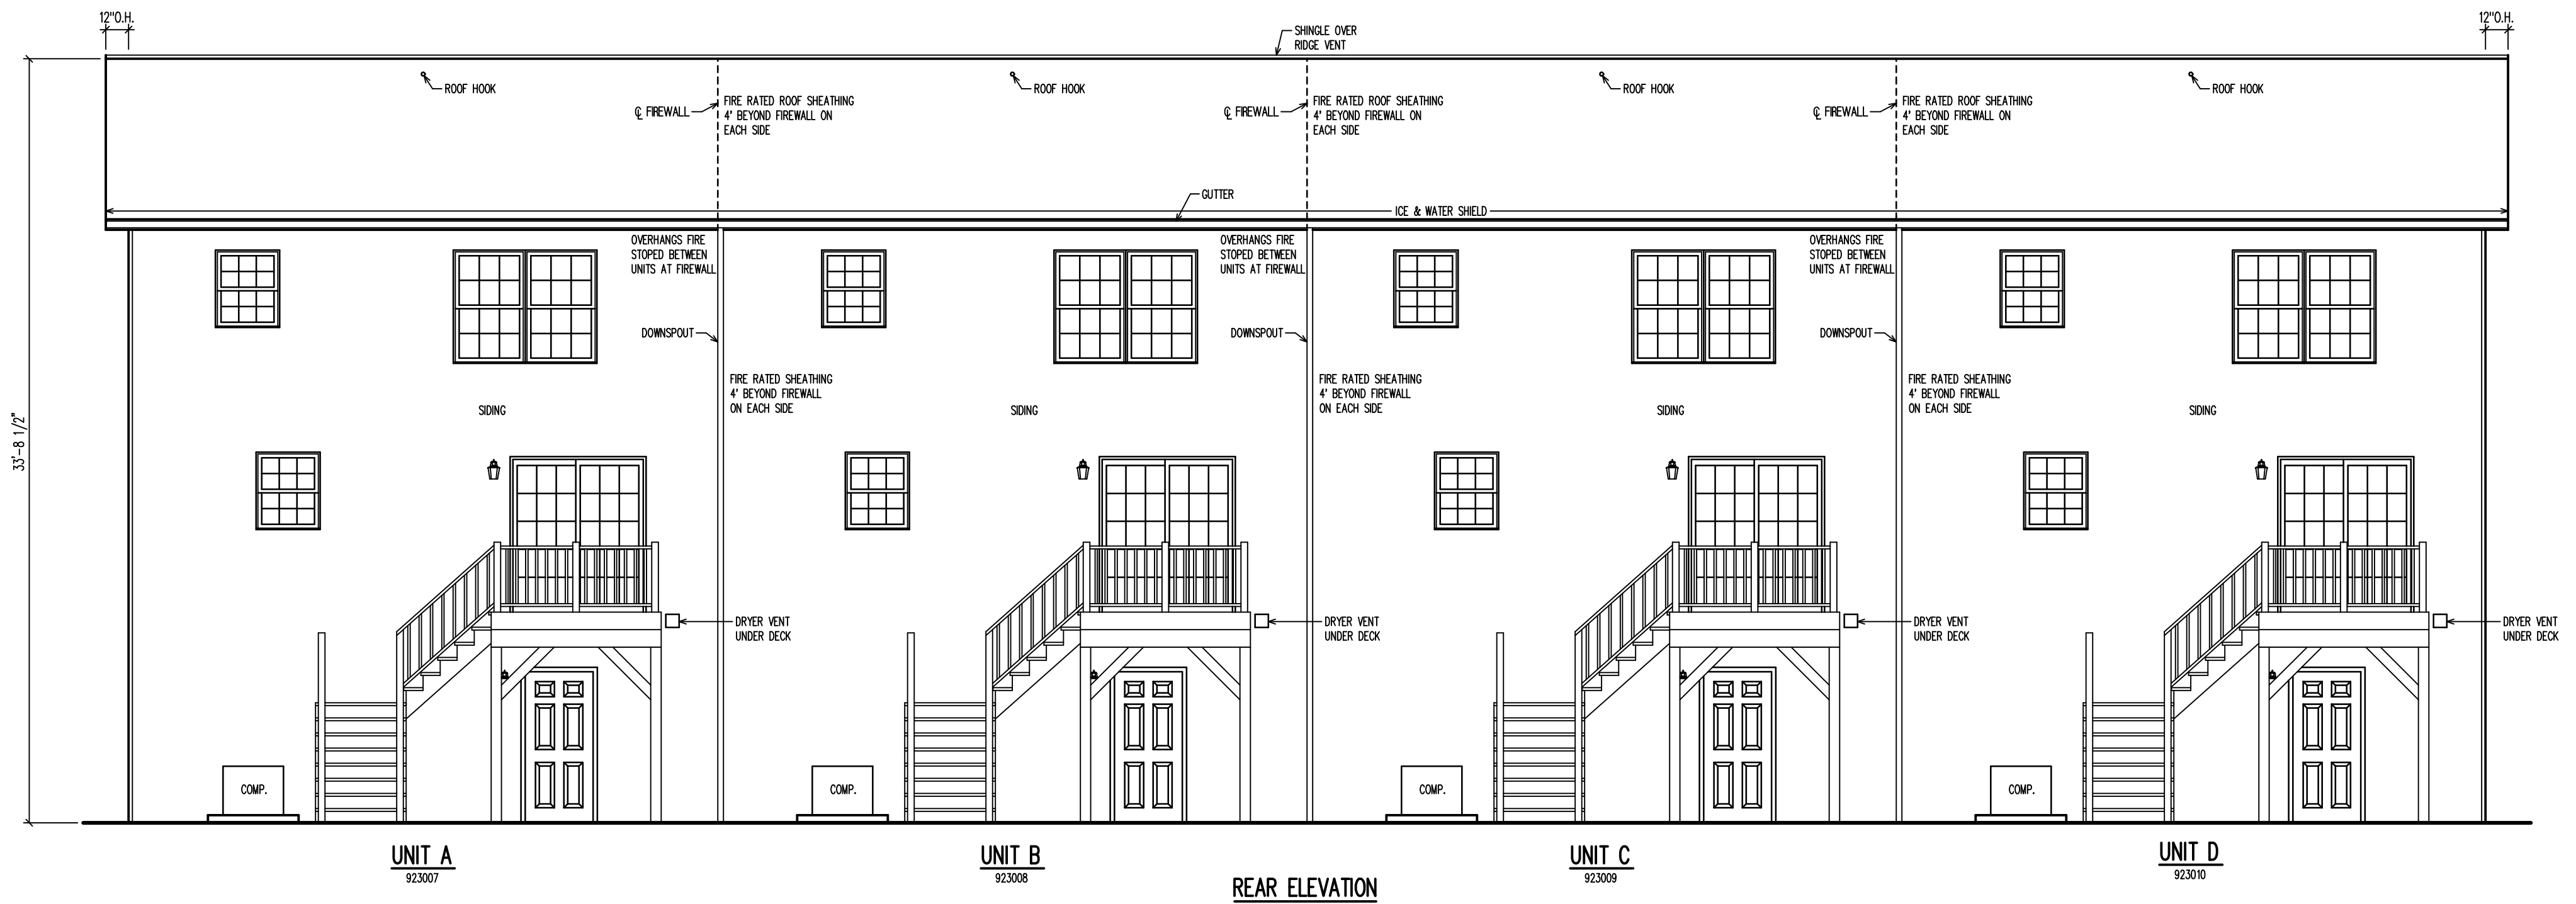 12"O.H.
12"O.H.
SHINGLE OVER
RIDGE VENT
ROOF HOOK
ROOF HOOK
ROOF HOOK
ROOF HOOK
℄ FIREWALL
FIRE RATED ROOF SHEATHING
4' BEYOND FIREWALL ON
EACH SIDE
℄ FIREWALL
FIRE RATED ROOF SHEATHING
4' BEYOND FIREWALL ON
EACH SIDE
℄ FIREWALL
FIRE RATED ROOF SHEATHING
4' BEYOND FIREWALL ON
EACH SIDE
GUTTER
ICE & WATER SHIELD
OVERHANGS FIRE
STOPED BETWEEN
UNITS AT FIREWALL
OVERHANGS FIRE
STOPED BETWEEN
UNITS AT FIREWALL
OVERHANGS FIRE
STOPED BETWEEN
UNITS AT FIREWALL
DOWNSPOUT
DOWNSPOUT
DOWNSPOUT
FIRE RATED SHEATHING
4' BEYOND FIREWALL
ON EACH SIDE
FIRE RATED SHEATHING
4' BEYOND FIREWALL
ON EACH SIDE
FIRE RATED SHEATHING
4' BEYOND FIREWALL
ON EACH SIDE
SIDING
SIDING
SIDING
SIDING
33'-8 1/2"
DRYER VENT
UNDER DECK
DRYER VENT
UNDER DECK
DRYER VENT
UNDER DECK
DRYER VENT
UNDER DECK
COMP.
COMP.
COMP.
COMP.
UNIT A
923007
UNIT B
923008
UNIT C
923009
UNIT D
923010
REAR ELEVATION